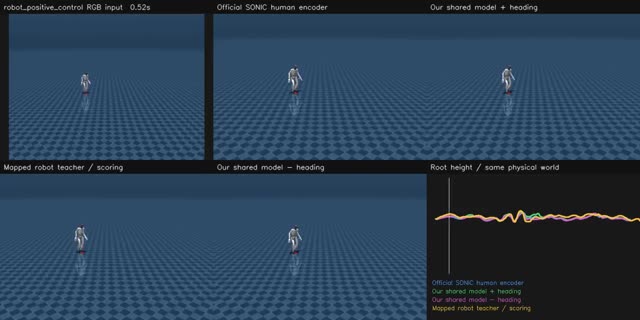 robot_positive_control RGB input 0.52s
Official SONIC human encoder
Our shared model + heading
Mapped robot teacher / scoring
Our shared model − heading
Root height / same physical world
Official SONIC human encoder
Our shared model + heading
Our shared model − heading
Mapped robot teacher / scoring